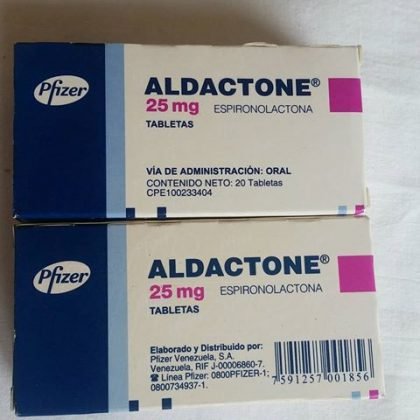 Pfizer
ALDACTONE®
25 mg ESPIRONOLACTONA
TABLETAS
VÍA DE ADMINISTRACIÓN: ORAL
CONTENIDO NETO: 20 Tabletas
CPE100233404
Pfizer
ALDACTONE®
25 mg ESPIRONOLACTONA
TABLETAS
Elaborado y Distribuido por:
Pfizer Venezuela, S.A.
Venezuela, RIF J-00006860-7.
☎ Línea Pfizer: 0800PFIZER-1;
0800734937-1.
7 591257 001856